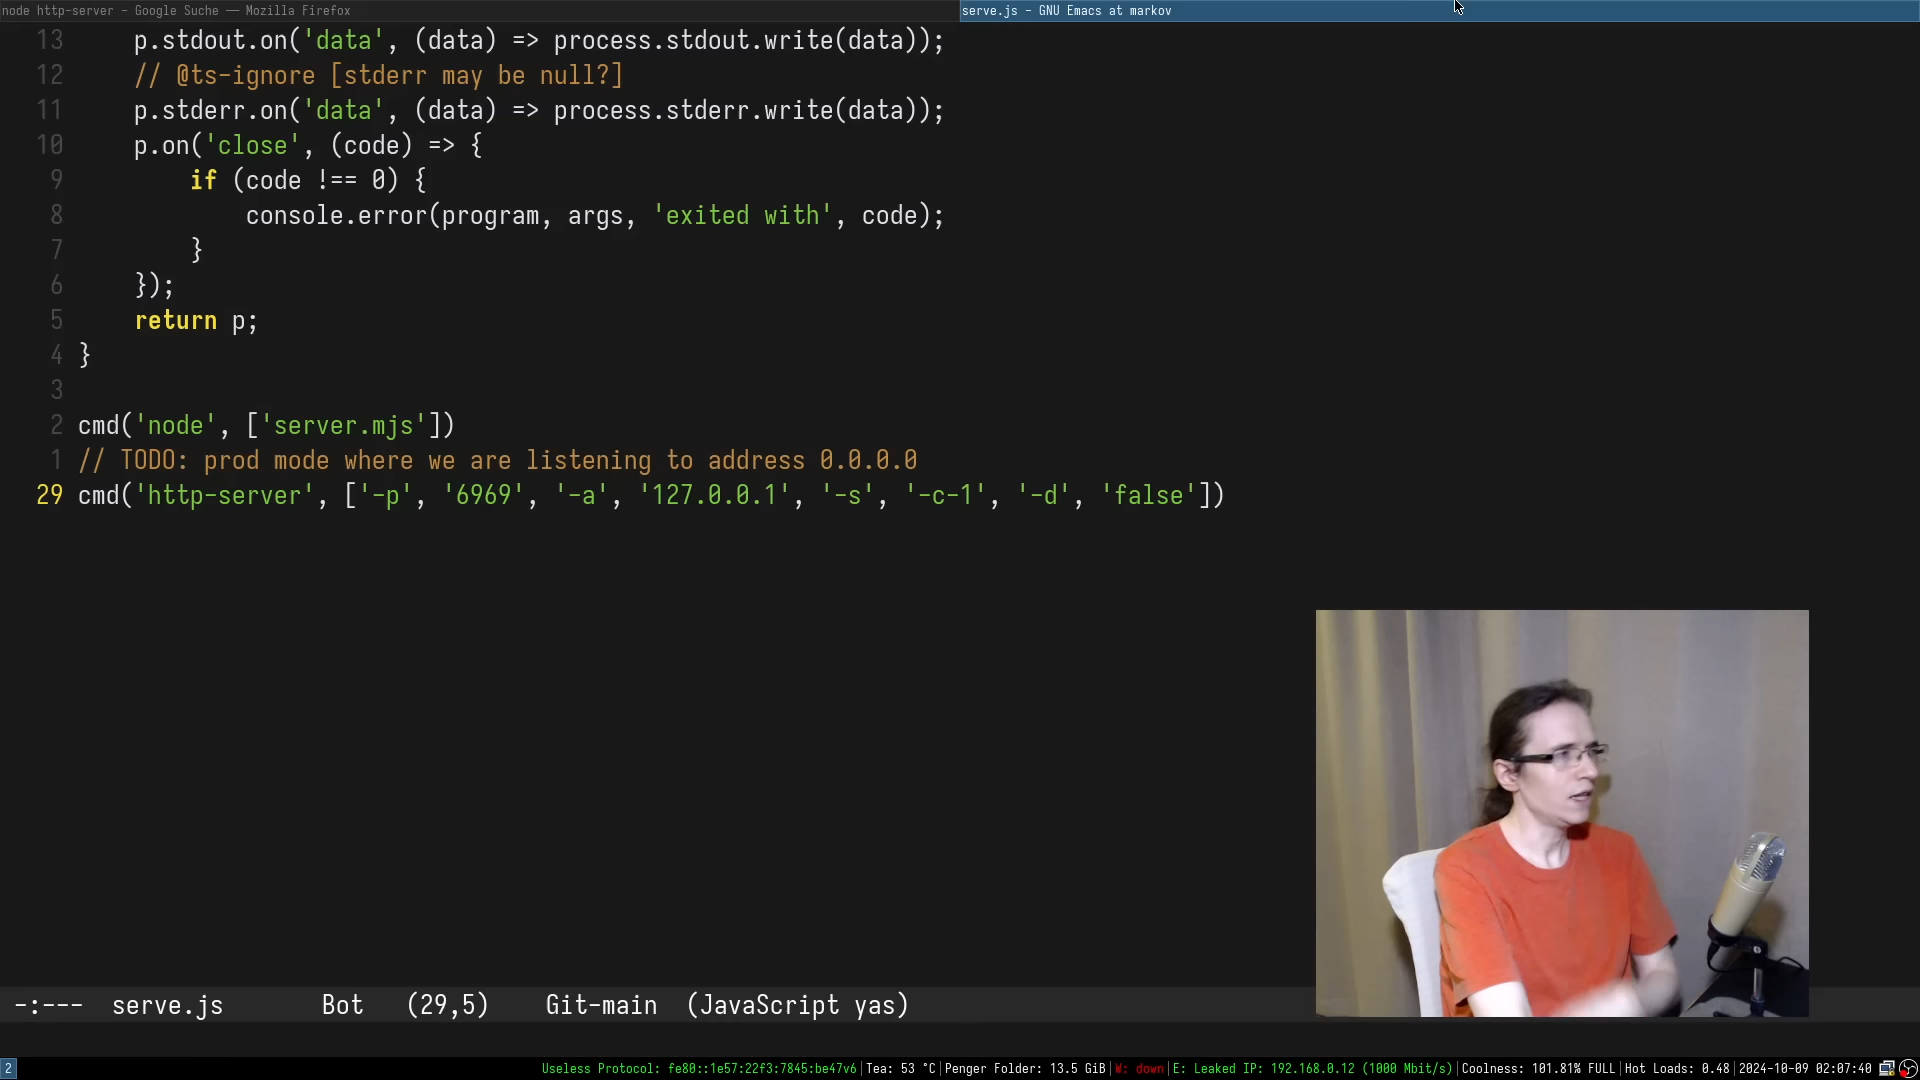 node http-server - Google Suche — Mozilla Firefox
serve.js - GNU Emacs at markov
13 p.stdout.on('data', (data) => process.stdout.write(data));
12 // @ts-ignore [stderr may be null?]
11 p.stderr.on('data', (data) => process.stderr.write(data));
10 p.on('close', (code) => {
9 if (code !== 0) {
8 console.error(program, args, 'exited with', code);
7 }
6 });
5 return p;
4 }
3
2 cmd('node', ['server.mjs'])
1 // TODO: prod mode where we are listening to address 0.0.0.0
29 cmd('http-server', ['-p', '6969', '-a', '127.0.0.1', '-s', '-c-1', '-d', 'false'])
-:--- serve.js Bot (29,5) Git-main (JavaScript yas)
2 Useless Protocol: fe80::1e57:22f3:7845:be47v6|Tea: 53 °C|Penger Folder: 13.5 GiB|W: down|E: Leaked IP: 192.168.0.12 (1000 Mbit/s)|Coolness: 101.81% FULL|Hot Loads: 0.48|2024-10-09 02:07:40